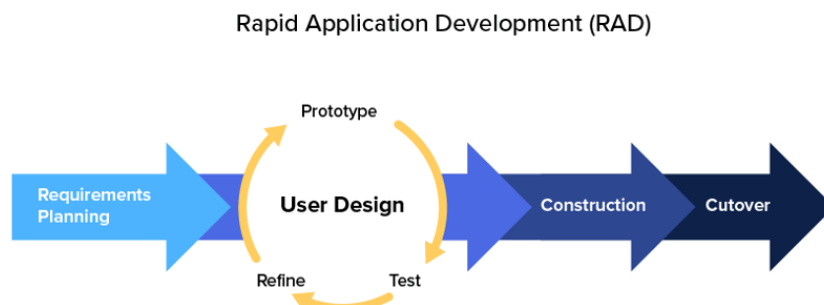 Rapid Application Development (RAD)
Prototype
Requirements
Planning
User Design
Construction
Cutover
Refine
Test